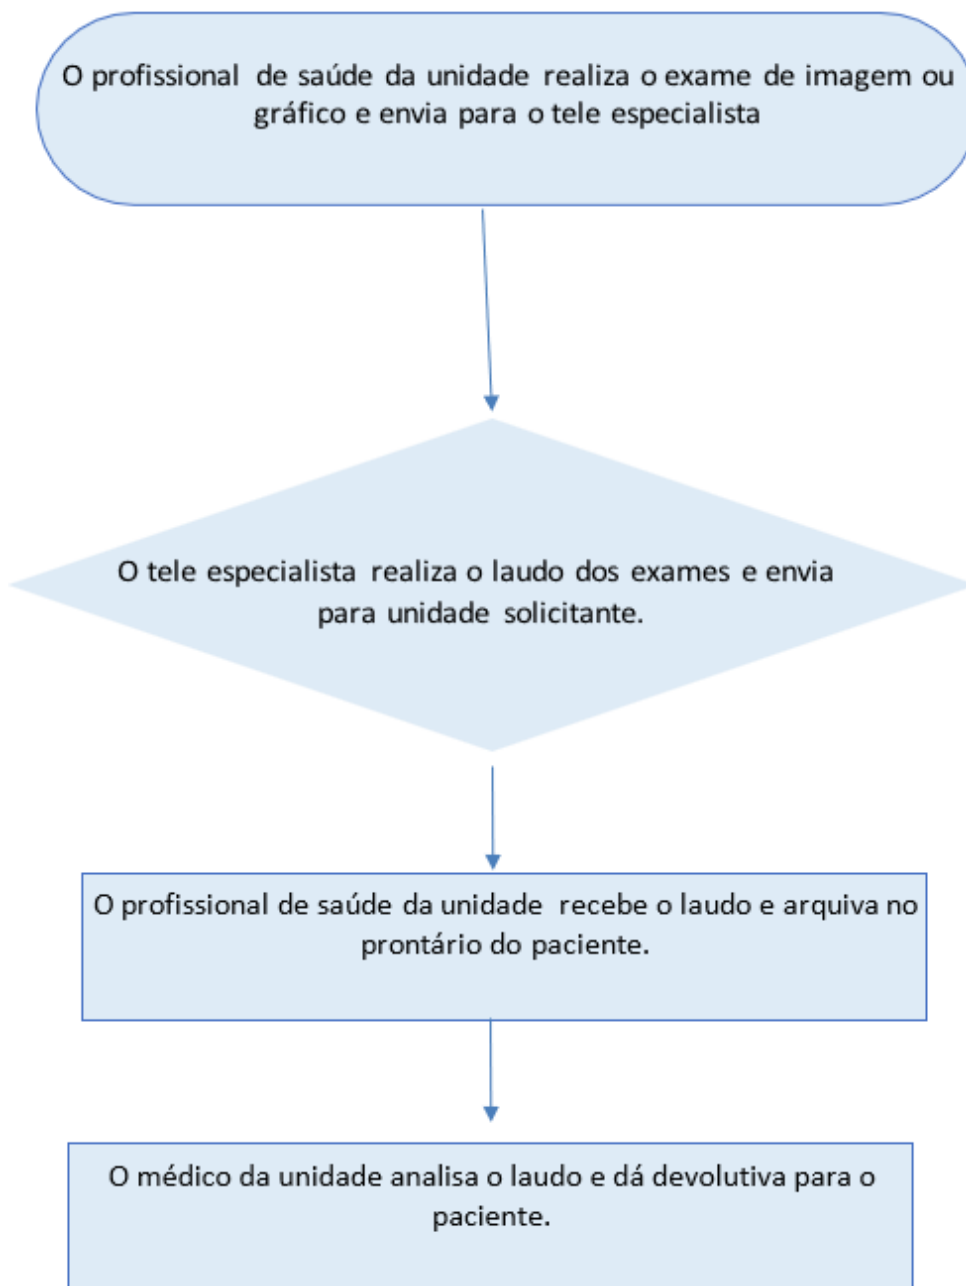 O profissional de saúde da unidade realiza o exame de imagem ou
gráfico e envia para o tele especialista
O tele especialista realiza o laudo dos exames e envia
para unidade solicitante.
O profissional de saúde da unidade recebe o laudo e arquiva no
prontário do paciente.
O médico da unidade analisa o laudo e dá devolutiva para o
paciente.